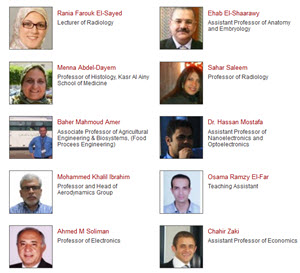 Rania Farouk El-Sayed
Lecturer of Radiology
Ehab El-Shaarawy
Assistant Professor of Anatomy
and Embryology
Menna Abdel-Dayem
Professor of Histology, Kasr Al Ainy
School of Medicine
Sahar Saleem
Professor of Radiology
Baher Mahmoud Amer
Associate Professor of Agricultural
Engineering & Biosystems, (Food
Process Engineering)
Dr. Hassan Mostafa
Assistant Professor of
Nanoelectronics and
Optoelectronics
Mohammed Khalil Ibrahim
Professor and Head of
Aerodynamics Group
Osama Ramzy El-Far
Teaching Assistant
Ahmed M Soliman
Professor of Electronics
Chahir Zaki
Assistant Professor of Economics